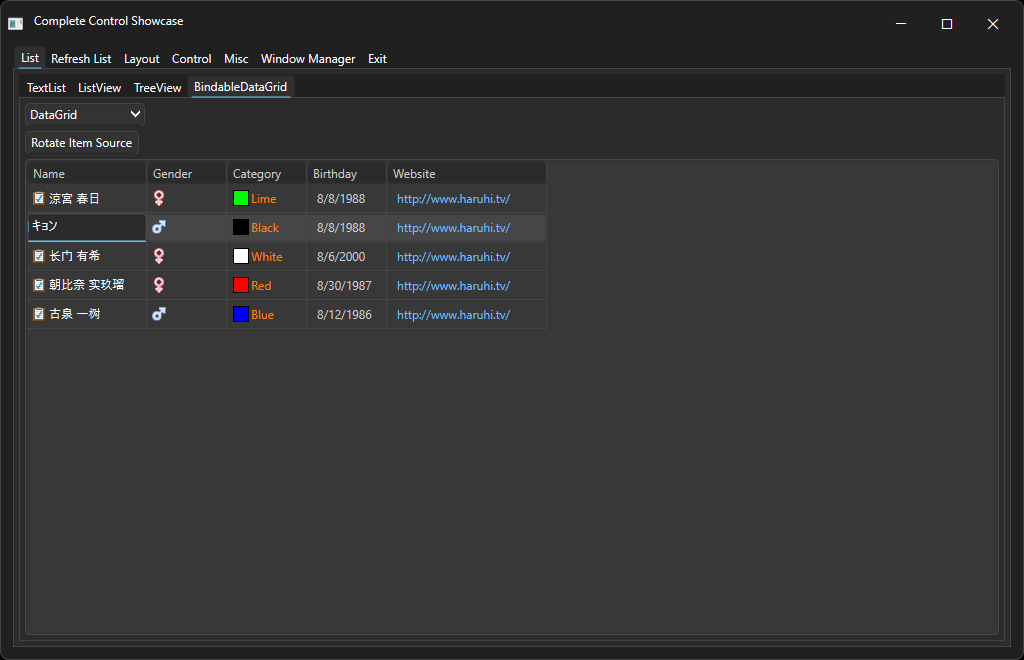 Complete Control Showcase
List Refresh List Layout Control Misc Window Manager Exit
TextList ListView TreeView BindableDataGrid
DataGrid
Rotate Item Source
Name Gender Category Birthday Website
涼宮 春日 Lime 8/8/1988 http://www.haruhi.tv/
キョン Black 8/8/1988 http://www.haruhi.tv/
长门 有希 White 8/6/2000 http://www.haruhi.tv/
朝比奈 实玖瑠 Red 8/30/1987 http://www.haruhi.tv/
古泉 一树 Blue 8/12/1986 http://www.haruhi.tv/